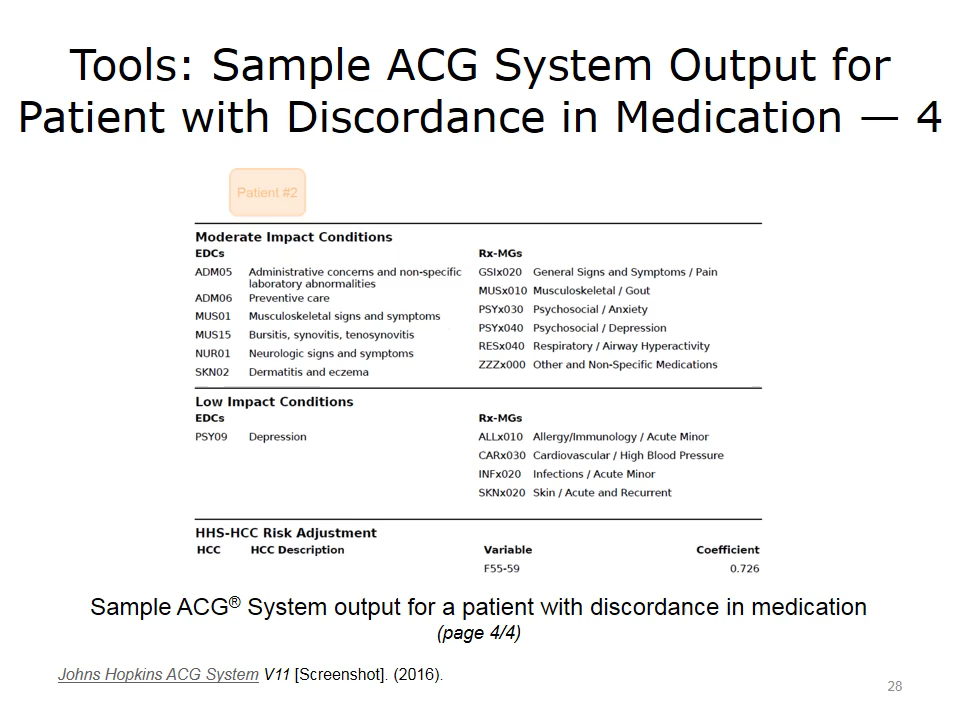 Tools: Sample ACG System Output for
Patient with Discordance in Medication — 4
Patient #2
Moderate Impact Conditions
EDCs
ADM05 Administrative concerns and non-specific
laboratory abnormalities
ADM06 Preventive care
MUS01 Musculoskeletal signs and symptoms
MUS15 Bursitis, synovitis, tenosynovitis
NUR01 Neurologic signs and symptoms
SKN02 Dermatitis and eczema
Rx-MGs
GSIx020 General Signs and Symptoms / Pain
MUSx010 Musculoskeletal / Gout
PSYx030 Psychosocial / Anxiety
PSYx040 Psychosocial / Depression
RESx040 Respiratory / Airway Hyperactivity
ZZZx000 Other and Non-Specific Medications
Low Impact Conditions
EDCs
PSY09 Depression
Rx-MGs
ALLx010 Allergy/Immunology / Acute Minor
CARx030 Cardiovascular / High Blood Pressure
INFx020 Infections / Acute Minor
SKNx020 Skin / Acute and Recurrent
HHS-HCC Risk Adjustment
HCC HCC Description Variable Coefficient
F55-59 0.726
Sample ACG® System output for a patient with discordance in medication
(page 4/4)
Johns Hopkins ACG System V11 [Screenshot]. (2016).
28